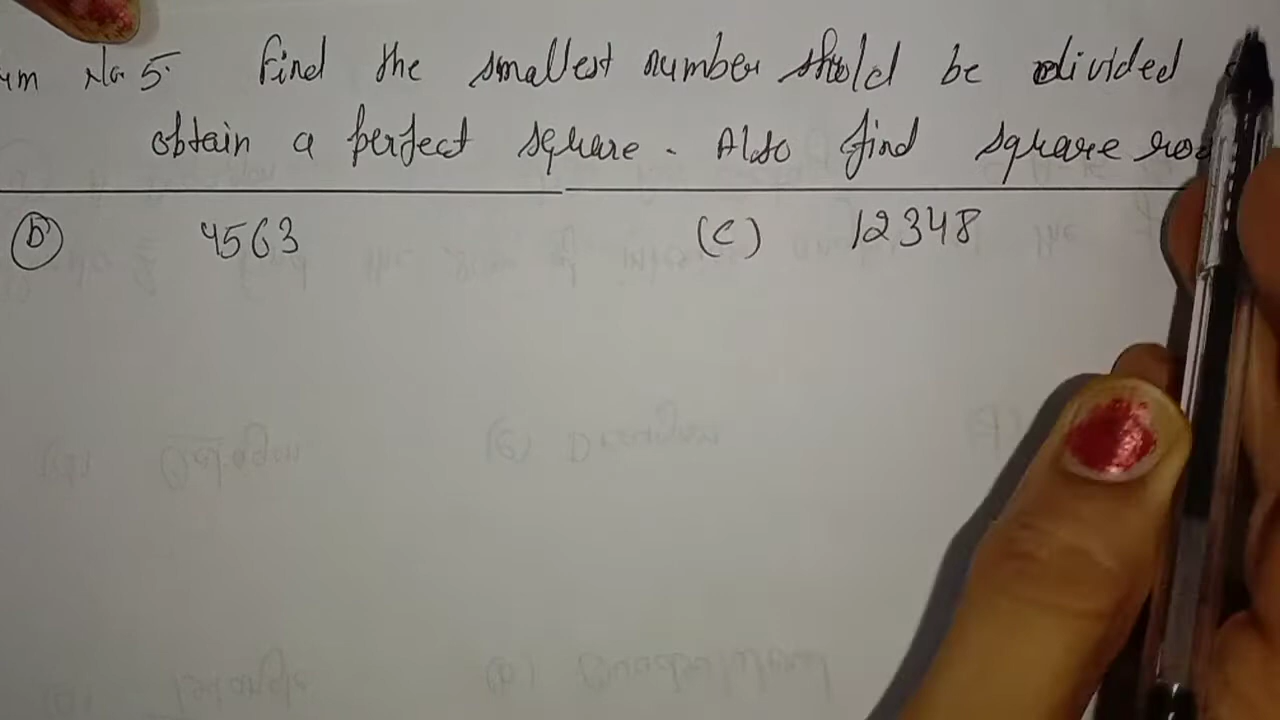 No. 5. Find the smallest number should be divided
obtain a perfect square. Also find square
(b) 4563 (c) 12348